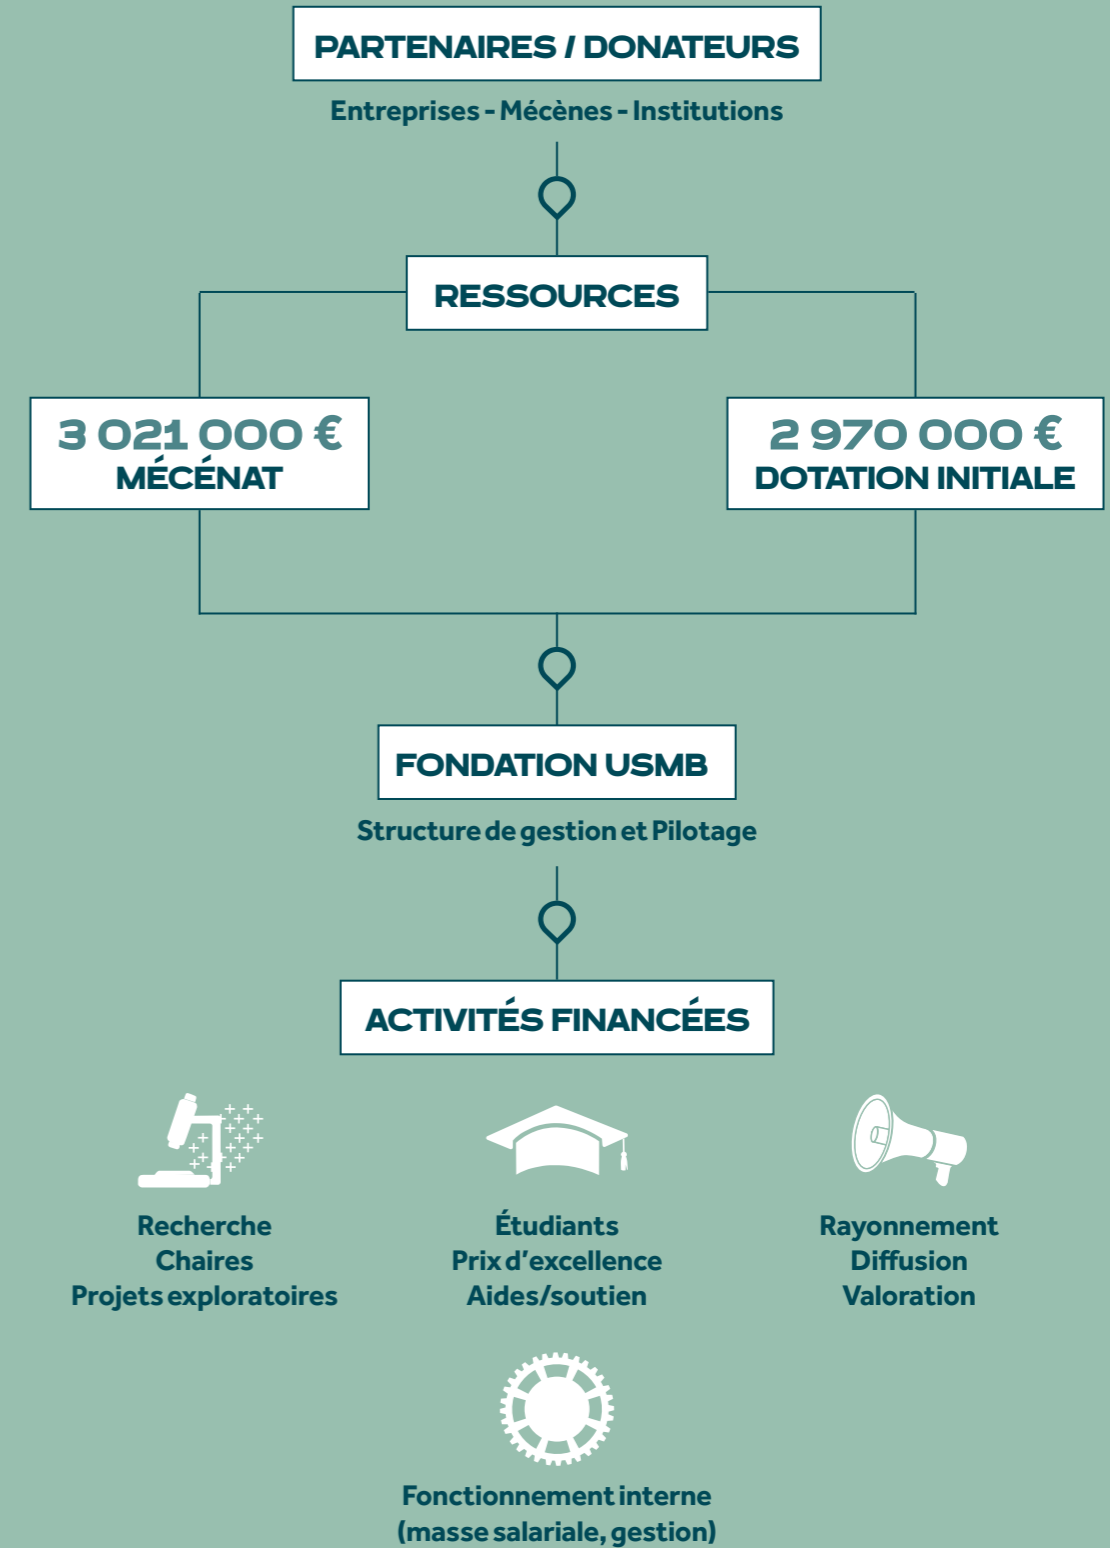 PARTENAIRES / DONATEURS
Entreprises - Mécènes - Institutions
RESSOURCES
3 021 000 €
MÉCÉNAT
2 970 000 €
DOTATION INITIALE
FONDATION USMB
Structure de gestion et Pilotage
ACTIVITÉS FINANCÉES
Recherche
Chaires
Projets exploratoires
Étudiants
Prix d'excellence
Aides/soutien
Rayonnement
Diffusion
Valoration
Fonctionnement interne
(masse salariale, gestion)